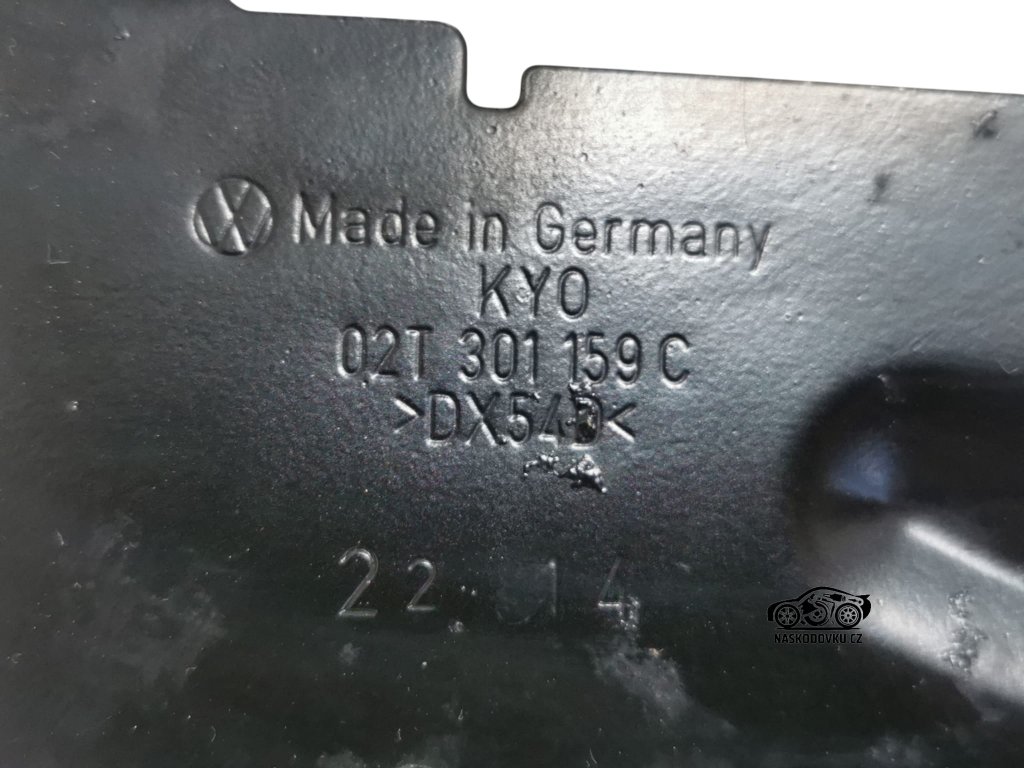 Made in Germany
KYO
02T 301 159 C
>DX54D<
22 14
NASKODOVKU.CZ